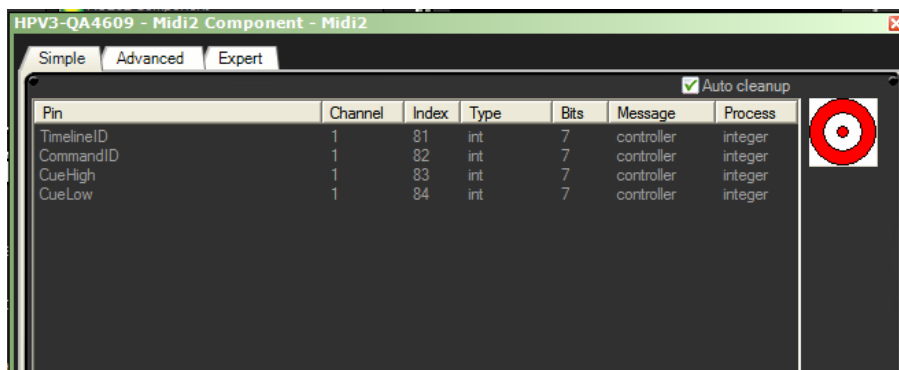 HPV3-QA4609 - Midi2 Component - Midi2
Simple Advanced Expert
Auto cleanup
Pin Channel Index Type Bits Message Process
TimelineID 1 81 int 7 controller integer
CommandID 1 82 int 7 controller integer
CueHigh 1 83 int 7 controller integer
CueLow 1 84 int 7 controller integer